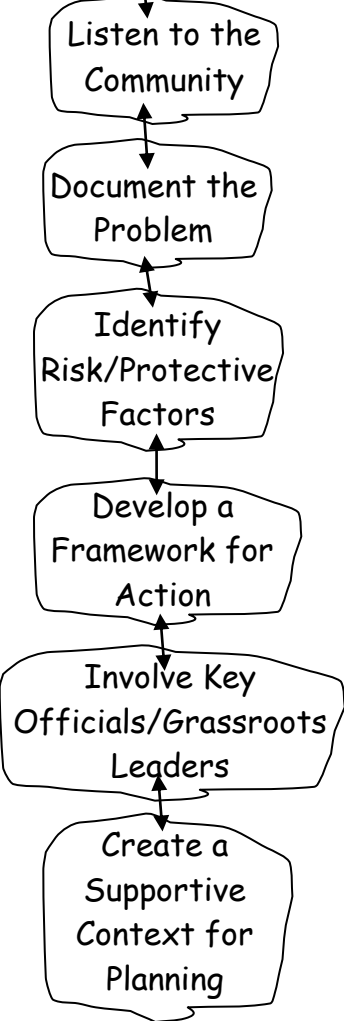 Listen to the
Community
Document the
Problem
Identify
Risk/Protective
Factors
Develop a
Framework for
Action
Involve Key
Officials/Grassroots
Leaders
Create a
Supportive
Context for
Planning